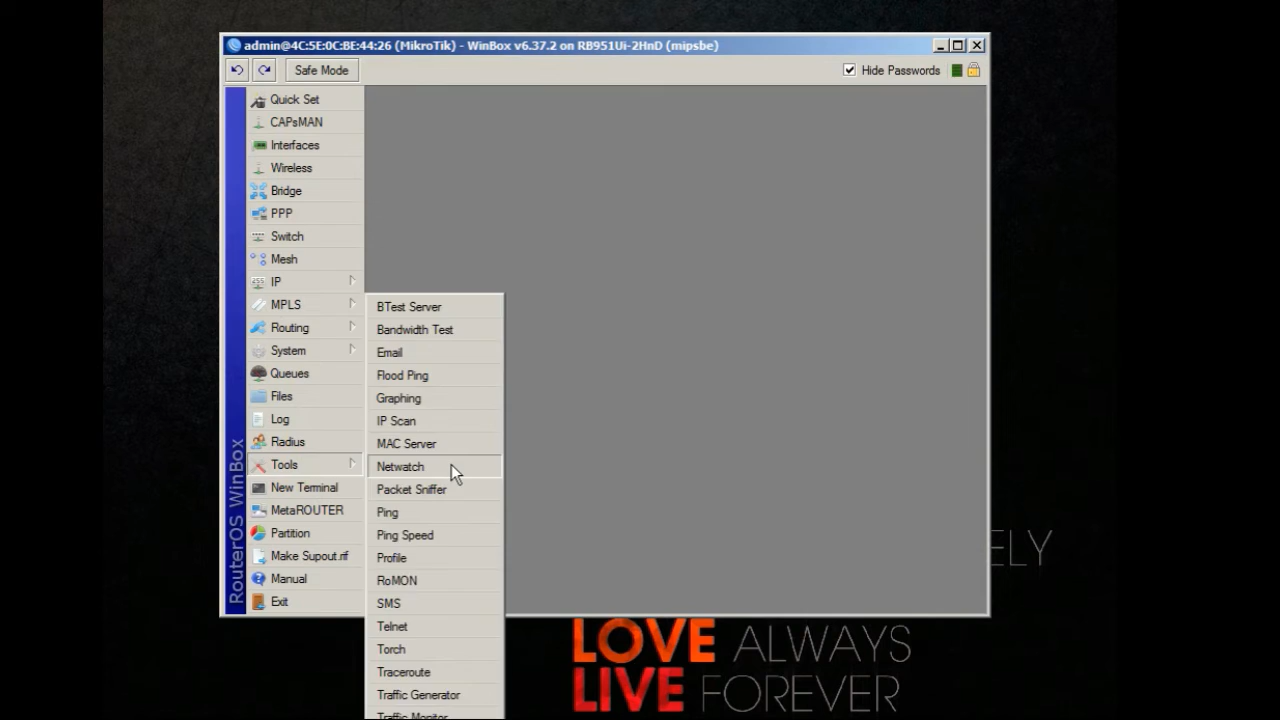 admin@4C:5E:0C:BE:44:26 (MikroTik) - WinBox v6.37.2 on RB951Ui-2HnD (mipsbe)
Safe Mode
Hide Passwords
Quick Set
CAPsMAN
Interfaces
Wireless
Bridge
PPP
Switch
Mesh
IP
MPLS
Routing
System
Queues
Files
Log
Radius
Tools
New Terminal
MetaROUTER
Partition
Make Supout.rif
Manual
Exit
RouterOS WinBox
BTest Server
Bandwidth Test
Email
Flood Ping
Graphing
IP Scan
MAC Server
Netwatch
Packet Sniffer
Ping
Ping Speed
Profile
RoMON
SMS
Telnet
Torch
Traceroute
Traffic Generator
Traffic Monitor
ELY
LOVE ALWAYS
LIVE FOREVER